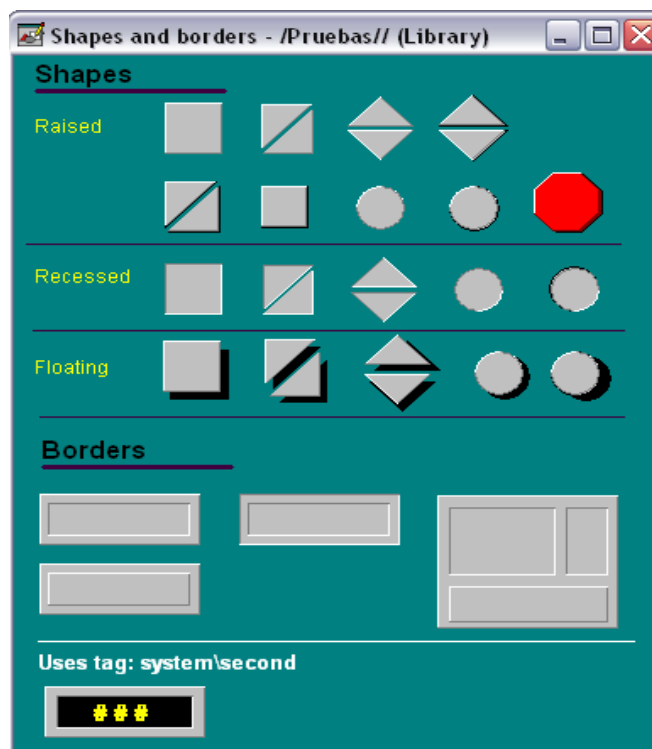 Shapes and borders - /Pruebas// (Library)
Shapes
Raised
Recessed
Floating
Borders
Uses tag: system\second
###